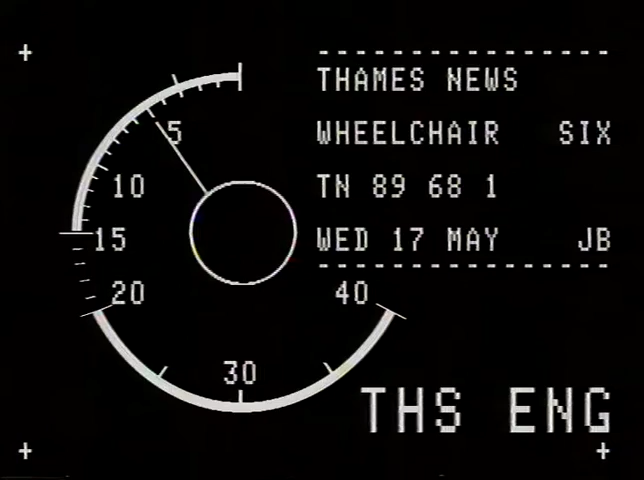 THAMES NEWS
WHEELCHAIR SIX
TN 89 68 1
WED 17 MAY JB
5
10
15
20
30
40
THS ENG